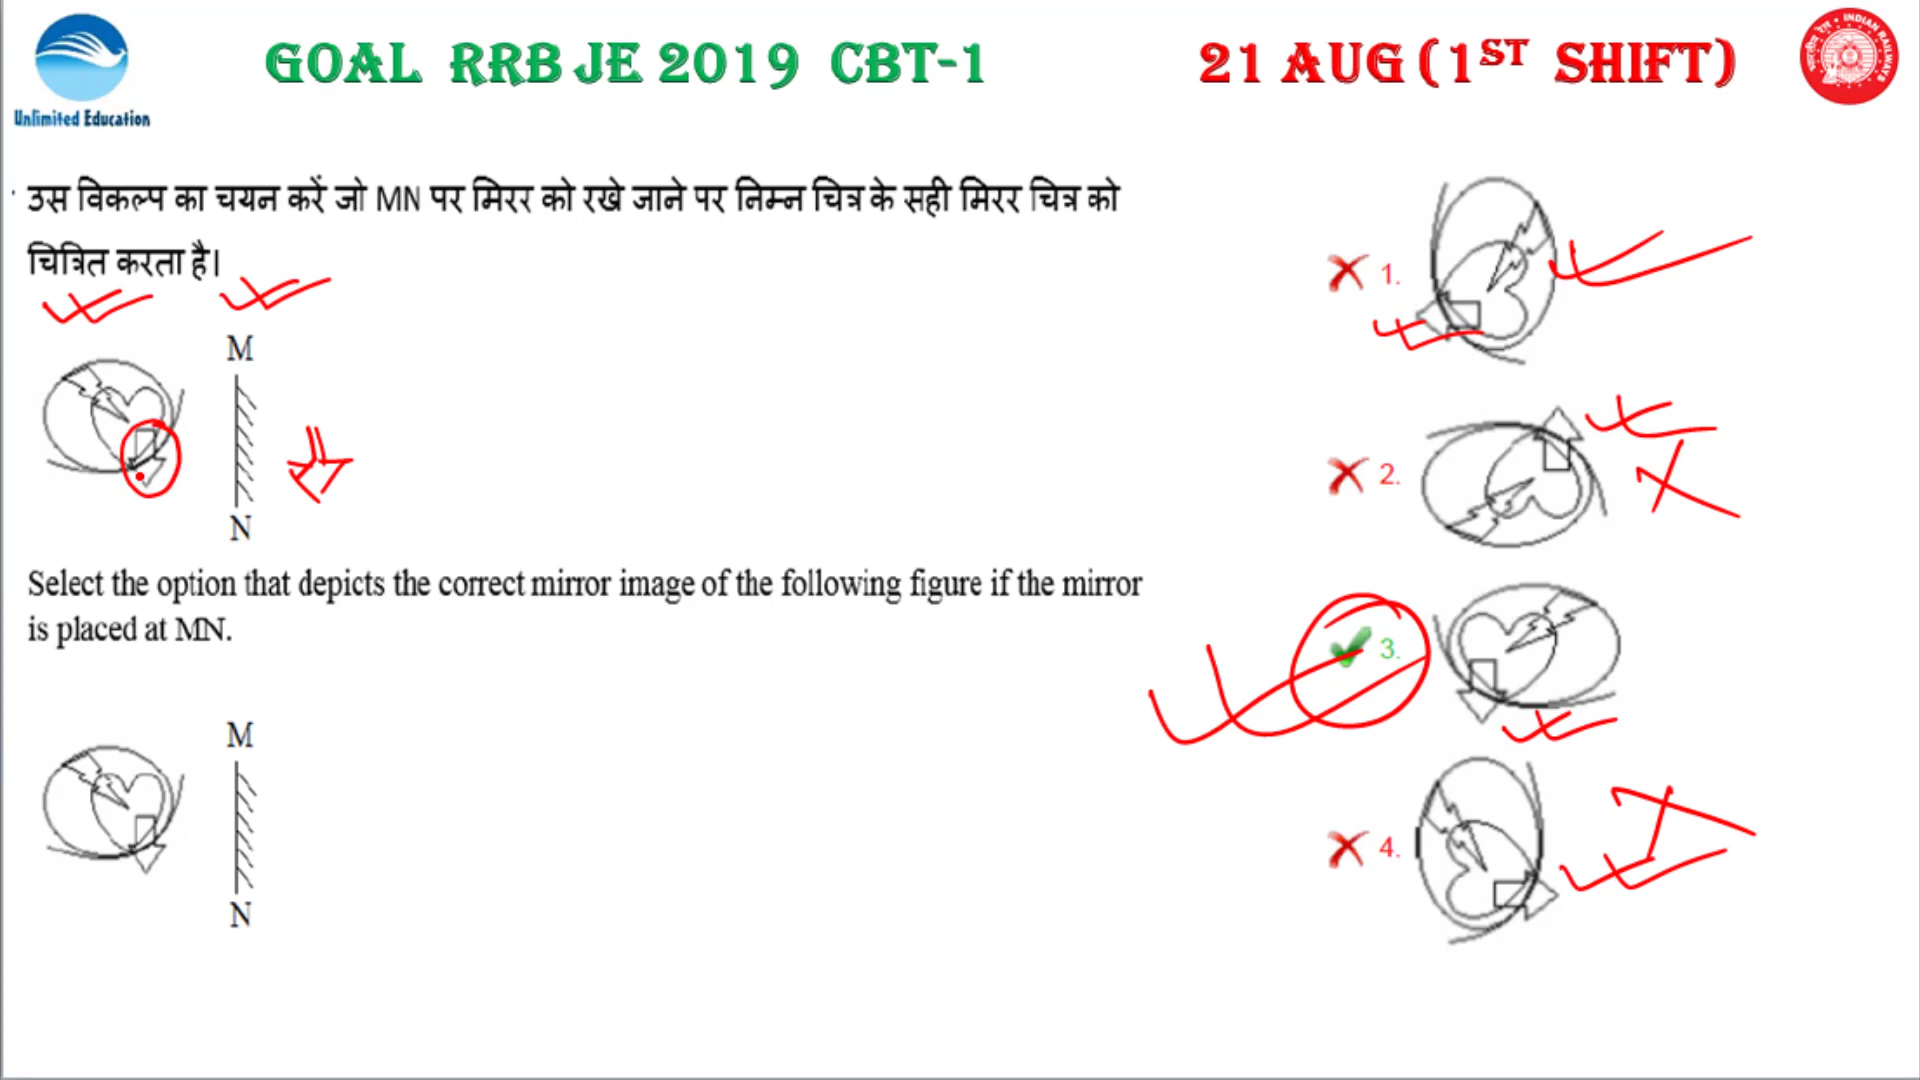 GOAL RRB JE 2019 CBT-1
21 AUG (1ST SHIFT)
Unlimited Education
INDIAN RAILWAYS
उस विकल्प का चयन करें जो MN पर मिरर को रखे जाने पर निम्न चित्र के सही मिरर चित्र को
चित्रित करता है।
M
N
Select the option that depicts the correct mirror image of the following figure if the mirror
is placed at MN.
M
N
1.
2.
3.
4.